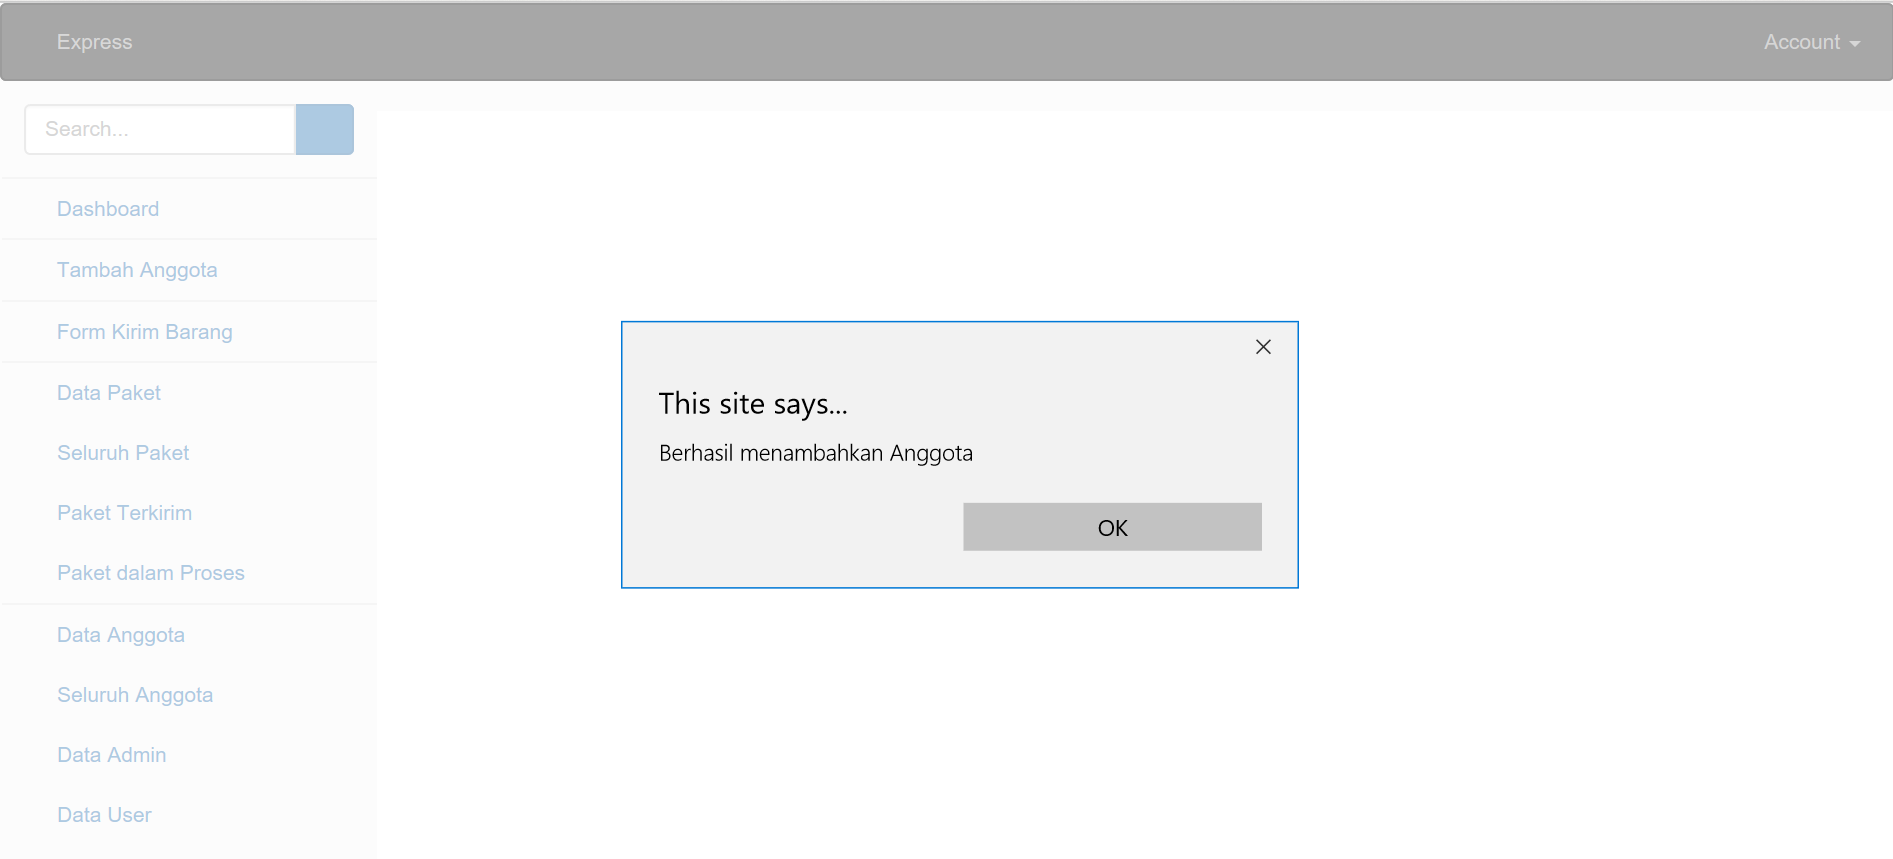 Express
Account
Search...
Dashboard
Tambah Anggota
Form Kirim Barang
Data Paket
Seluruh Paket
Paket Terkirim
Paket dalam Proses
Data Anggota
Seluruh Anggota
Data Admin
Data User
This site says...
Berhasil menambahkan Anggota
OK